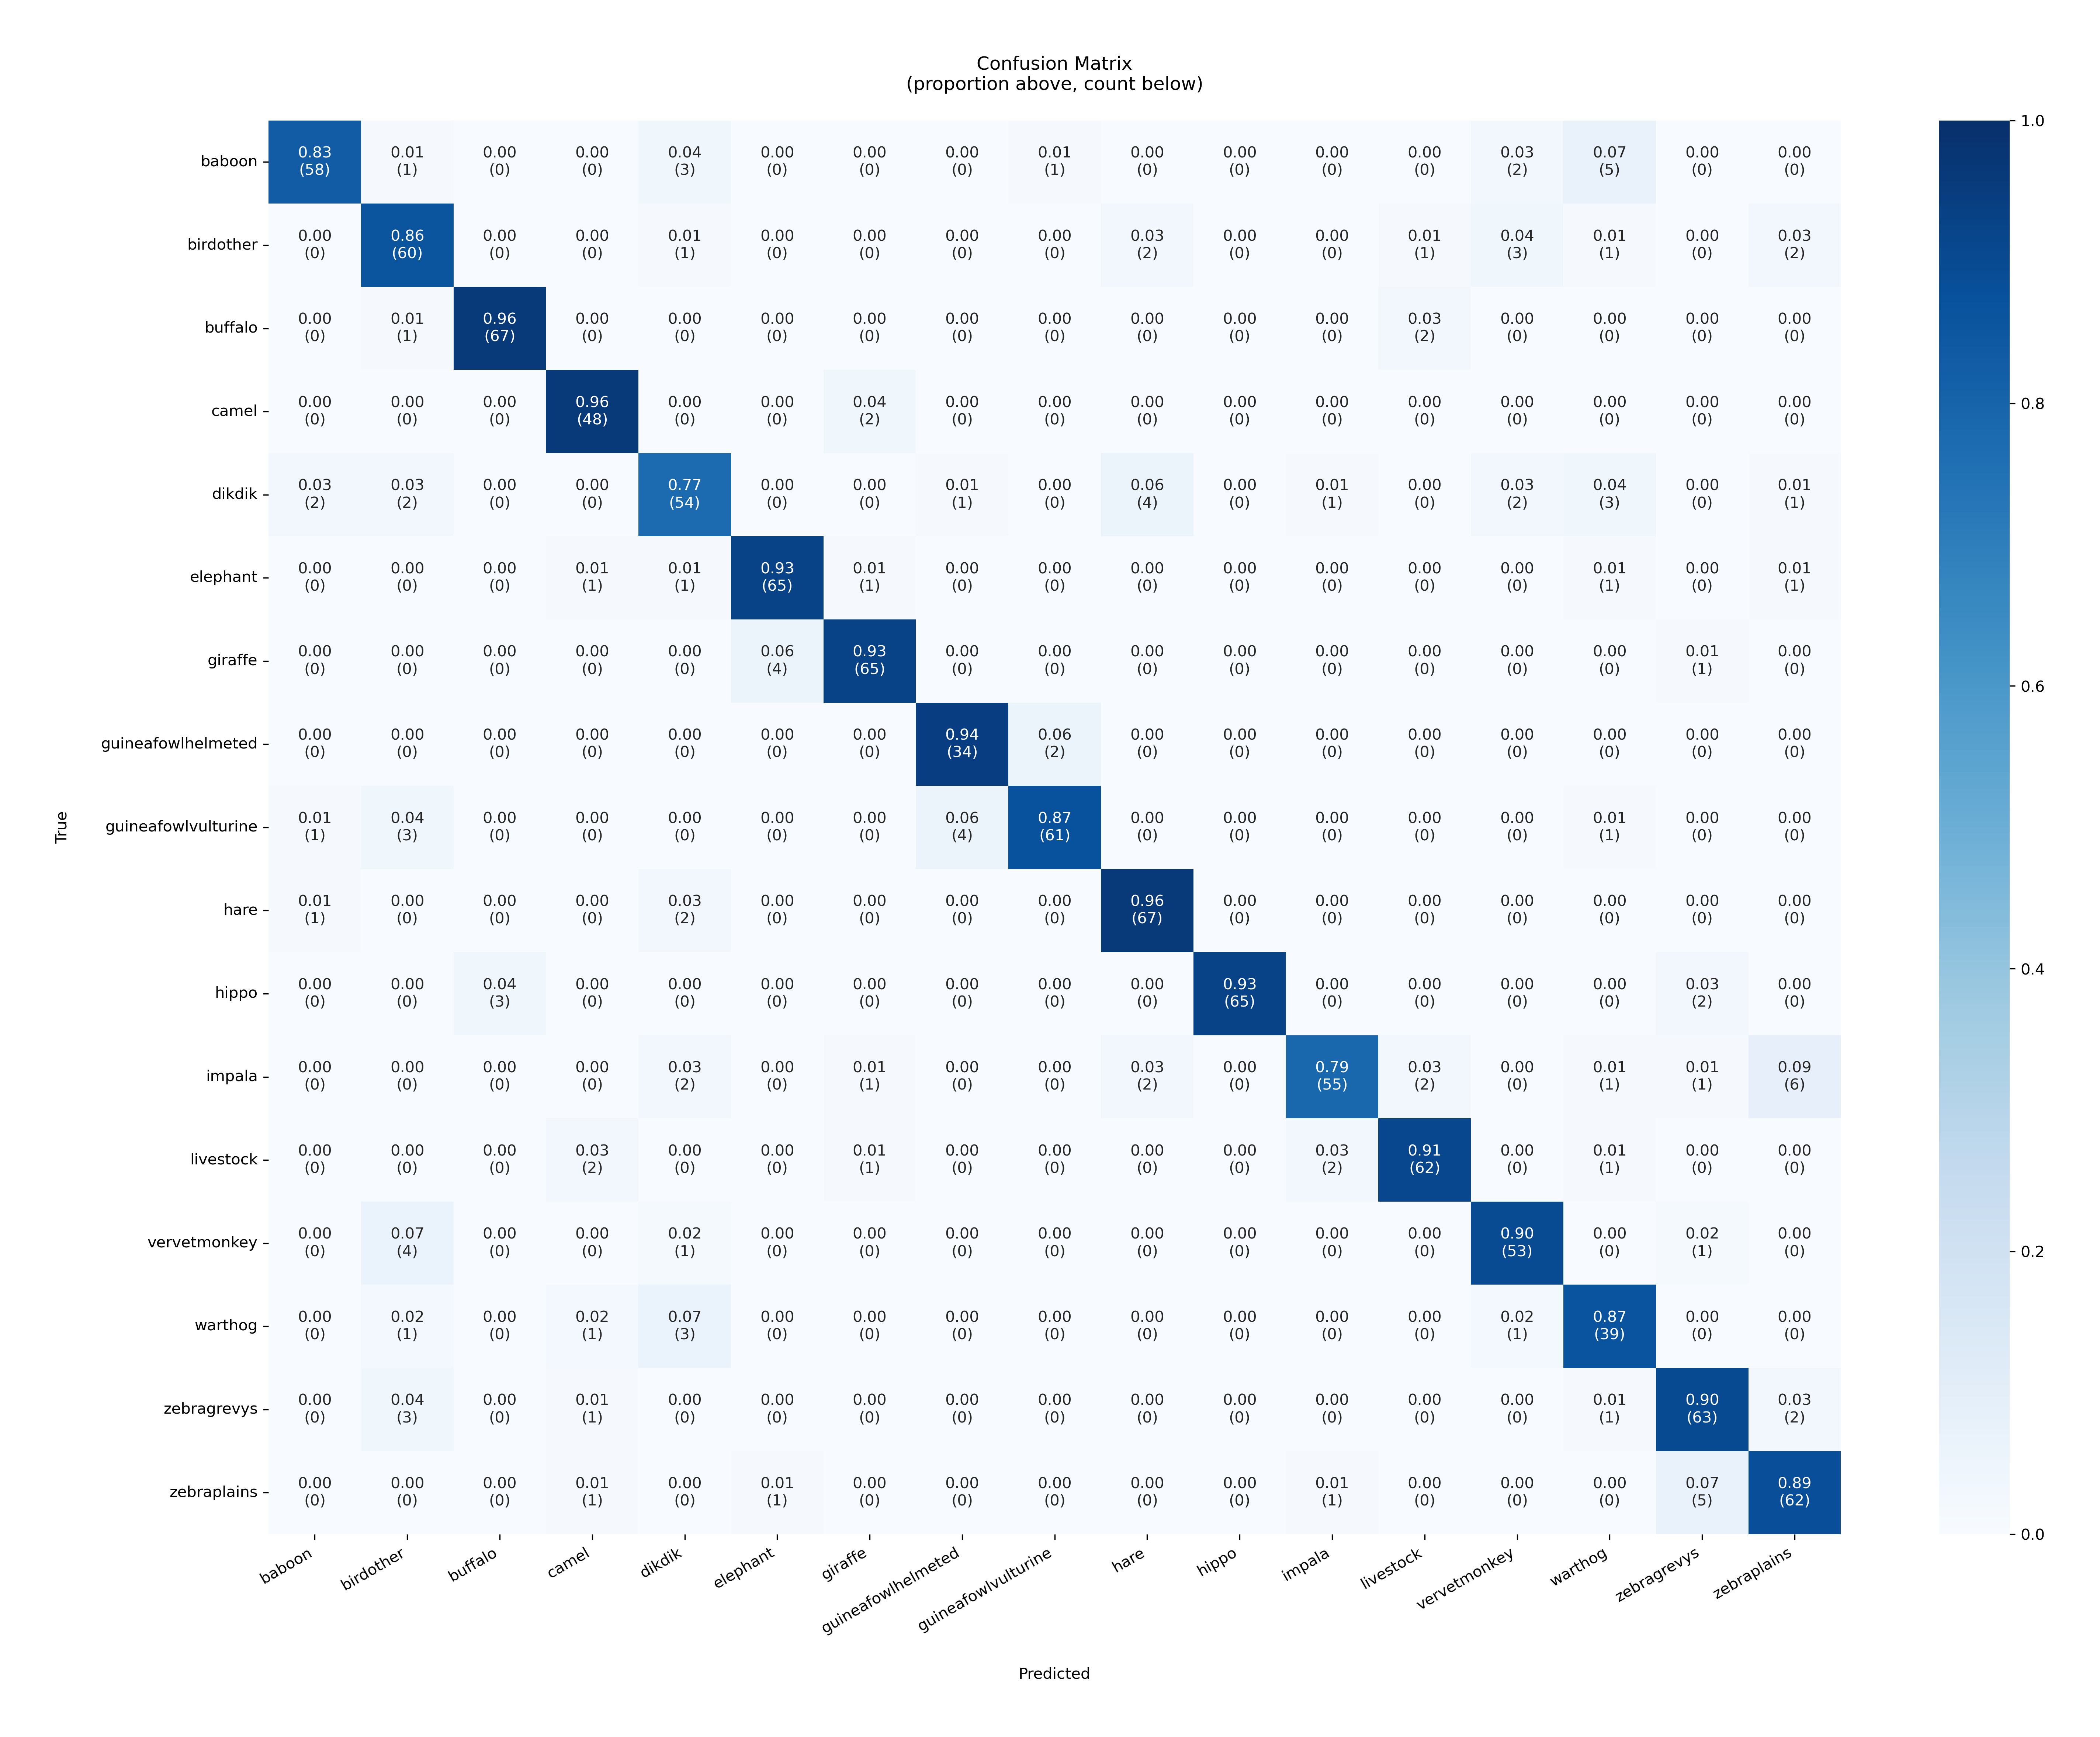 Confusion Matrix
(proportion above, count below)
True
baboon 0.83 0.01 0.00 0.00 0.04 0.00 0.00 0.00 0.01 0.00 0.00 0.00 0.00 0.03 0.07 0.00 0.00
(58) (1) (0) (0) (3) (0) (0) (0) (1) (0) (0) (0) (0) (2) (5) (0) (0)
birdother 0.00 0.86 0.00 0.00 0.01 0.00 0.00 0.00 0.00 0.03 0.00 0.00 0.01 0.04 0.01 0.00 0.03
(0) (60) (0) (0) (1) (0) (0) (0) (0) (2) (0) (0) (1) (3) (1) (0) (2)
buffalo 0.00 0.01 0.96 0.00 0.00 0.00 0.00 0.00 0.00 0.00 0.00 0.00 0.03 0.00 0.00 0.00 0.00
(0) (1) (67) (0) (0) (0) (0) (0) (0) (0) (0) (0) (2) (0) (0) (0) (0)
camel 0.00 0.00 0.00 0.96 0.00 0.00 0.04 0.00 0.00 0.00 0.00 0.00 0.00 0.00 0.00 0.00 0.00
(0) (0) (0) (48) (0) (0) (2) (0) (0) (0) (0) (0) (0) (0) (0) (0) (0)
dikdik 0.03 0.03 0.00 0.00 0.77 0.00 0.00 0.01 0.00 0.06 0.00 0.01 0.00 0.03 0.04 0.00 0.01
(2) (2) (0) (0) (54) (0) (0) (1) (0) (4) (0) (1) (0) (2) (3) (0) (1)
elephant 0.00 0.00 0.00 0.01 0.01 0.93 0.01 0.00 0.00 0.00 0.00 0.00 0.00 0.00 0.01 0.00 0.01
(0) (0) (0) (1) (1) (65) (1) (0) (0) (0) (0) (0) (0) (0) (1) (0) (1)
giraffe 0.00 0.00 0.00 0.00 0.00 0.06 0.93 0.00 0.00 0.00 0.00 0.00 0.00 0.00 0.00 0.01 0.00
(0) (0) (0) (0) (0) (4) (65) (0) (0) (0) (0) (0) (0) (0) (0) (1) (0)
guineafowlhelmeted 0.00 0.00 0.00 0.00 0.00 0.00 0.00 0.94 0.06 0.00 0.00 0.00 0.00 0.00 0.00 0.00 0.00
(0) (0) (0) (0) (0) (0) (0) (34) (2) (0) (0) (0) (0) (0) (0) (0) (0)
guineafowlvulturine 0.01 0.04 0.00 0.00 0.00 0.00 0.00 0.06 0.87 0.00 0.00 0.00 0.00 0.00 0.01 0.00 0.00
(1) (3) (0) (0) (0) (0) (0) (4) (61) (0) (0) (0) (0) (0) (1) (0) (0)
hare 0.01 0.00 0.00 0.00 0.03 0.00 0.00 0.00 0.00 0.96 0.00 0.00 0.00 0.00 0.00 0.00 0.00
(1) (0) (0) (0) (2) (0) (0) (0) (0) (67) (0) (0) (0) (0) (0) (0) (0)
hippo 0.00 0.00 0.04 0.00 0.00 0.00 0.00 0.00 0.00 0.00 0.93 0.00 0.00 0.00 0.00 0.03 0.00
(0) (0) (3) (0) (0) (0) (0) (0) (0) (0) (65) (0) (0) (0) (0) (2) (0)
impala 0.00 0.00 0.00 0.00 0.03 0.00 0.01 0.00 0.00 0.03 0.00 0.79 0.03 0.00 0.01 0.01 0.09
(0) (0) (0) (0) (2) (0) (1) (0) (0) (2) (0) (55) (2) (0) (1) (1) (6)
livestock 0.00 0.00 0.00 0.03 0.00 0.00 0.01 0.00 0.00 0.00 0.00 0.03 0.91 0.00 0.01 0.00 0.00
(0) (0) (0) (2) (0) (0) (1) (0) (0) (0) (0) (2) (62) (0) (1) (0) (0)
vervetmonkey 0.00 0.07 0.00 0.00 0.02 0.00 0.00 0.00 0.00 0.00 0.00 0.00 0.00 0.90 0.00 0.02 0.00
(0) (4) (0) (0) (1) (0) (0) (0) (0) (0) (0) (0) (0) (53) (0) (1) (0)
warthog 0.00 0.02 0.00 0.02 0.07 0.00 0.00 0.00 0.00 0.00 0.00 0.00 0.00 0.02 0.87 0.00 0.00
(0) (1) (0) (1) (3) (0) (0) (0) (0) (0) (0) (0) (0) (1) (39) (0) (0)
zebragrevys 0.00 0.04 0.00 0.01 0.00 0.00 0.00 0.00 0.00 0.00 0.00 0.00 0.00 0.00 0.01 0.90 0.03
(0) (3) (0) (1) (0) (0) (0) (0) (0) (0) (0) (0) (0) (0) (1) (63) (2)
zebraplains 0.00 0.00 0.00 0.01 0.00 0.01 0.00 0.00 0.00 0.00 0.00 0.01 0.00 0.00 0.00 0.07 0.89
(0) (0) (0) (1) (0) (1) (0) (0) (0) (0) (0) (1) (0) (0) (0) (5) (62)
baboon birdother buffalo camel dikdik elephant giraffe guineafowlhelmeted guineafowlvulturine hare hippo impala livestock vervetmonkey warthog zebragrevys zebraplains
Predicted
1.0
0.8
0.6
0.4
0.2
0.0